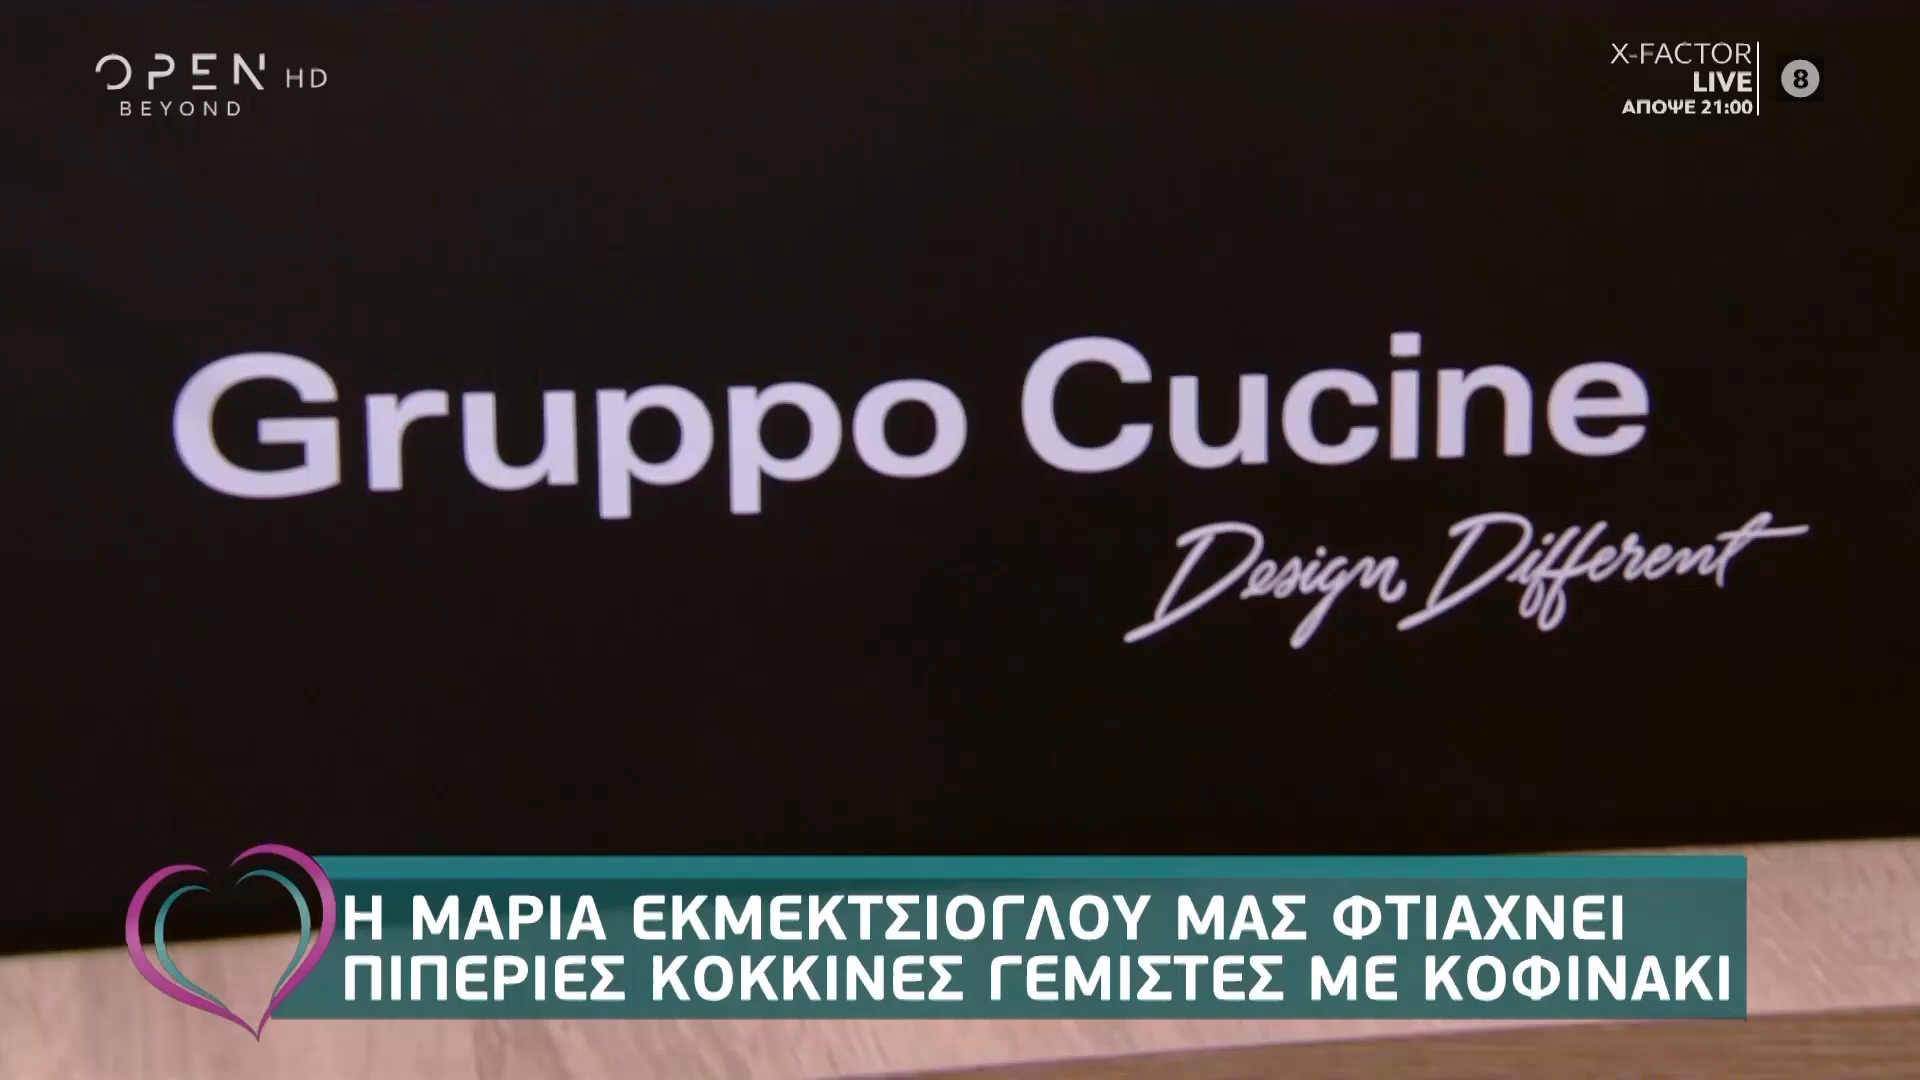 OPEN HD
BEYOND
X-FACTOR
LIVE
ΑΠΟΨΕ 21:00
8
Gruppo Cucine
Design Different
Η ΜΑΡΙΑ ΕΚΜΕΚΤΣΙΟΓΛΟΥ ΜΑΣ ΦΤΙΑΧΝΕΙ
ΠΙΠΕΡΙΕΣ ΚΟΚΚΙΝΕΣ ΓΕΜΙΣΤΕΣ ΜΕ ΚΟΦΙΝΑΚΙ